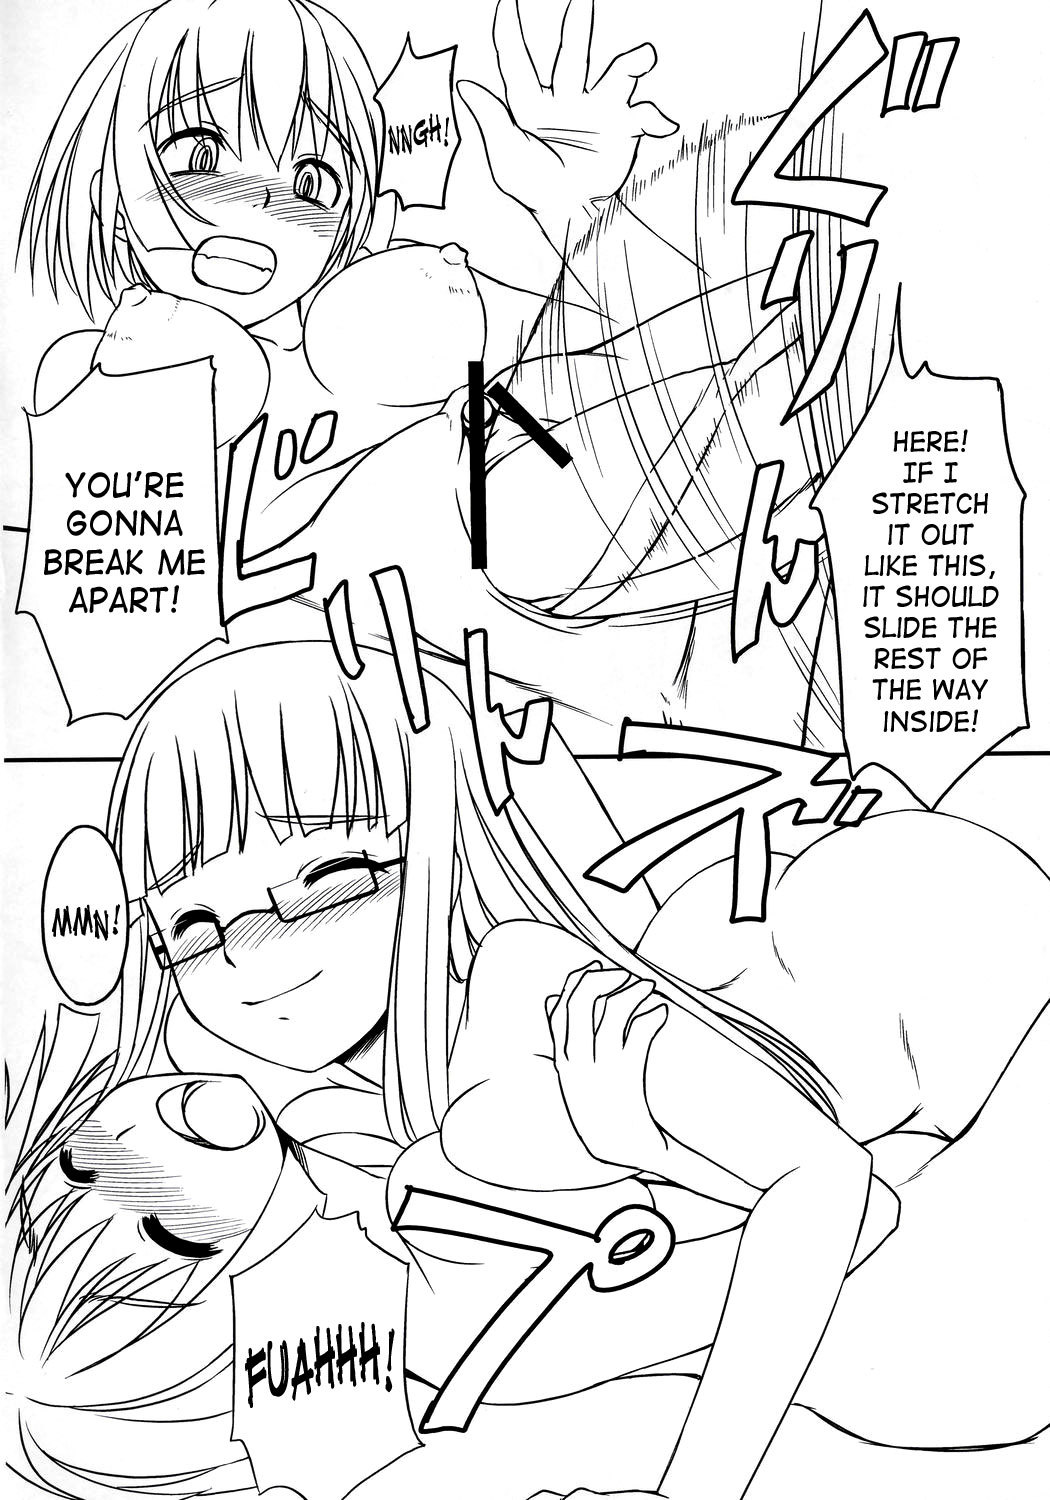 NNGH!
HERE!
IF I
STRETCH
IT OUT
LIKE THIS,
IT SHOULD
SLIDE THE
REST OF
THE WAY
INSIDE!
YOU'RE
GONNA
BREAK ME
APART!
MMN!
FUAHHH!